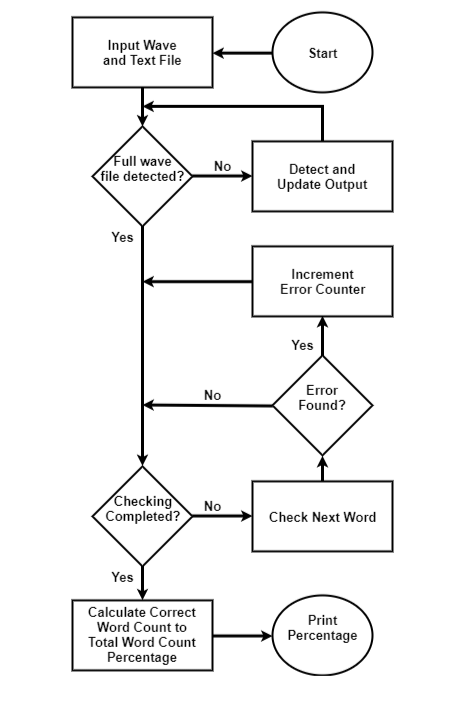 Input Wave
and Text File
Start
Full wave
file detected?
No
Detect and
Update Output
Yes
Increment
Error Counter
Yes
Error
Found?
No
Checking
Completed?
No
Check Next Word
Yes
Calculate Correct
Word Count to
Total Word Count
Percentage
Print
Percentage